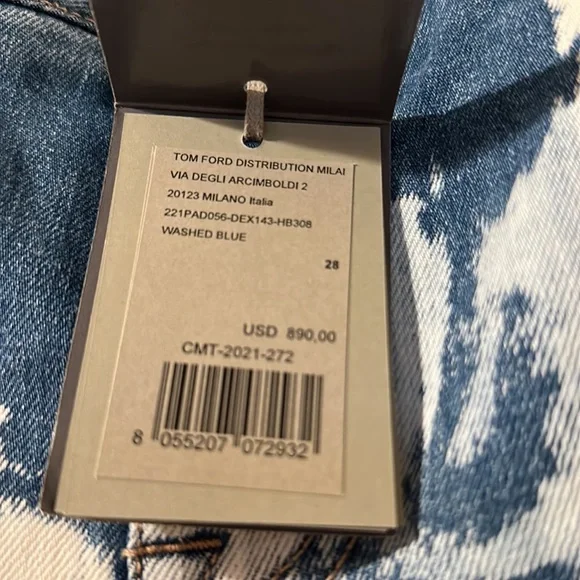 TOM FORD DISTRIBUTION MILAI
VIA DEGLI ARCIMBOLDI 2
20123 MILANO Italia
221PAD056-DEX143-HB308
WASHED BLUE
28
USD 890,00
CMT-2021-272
8 055207 072932